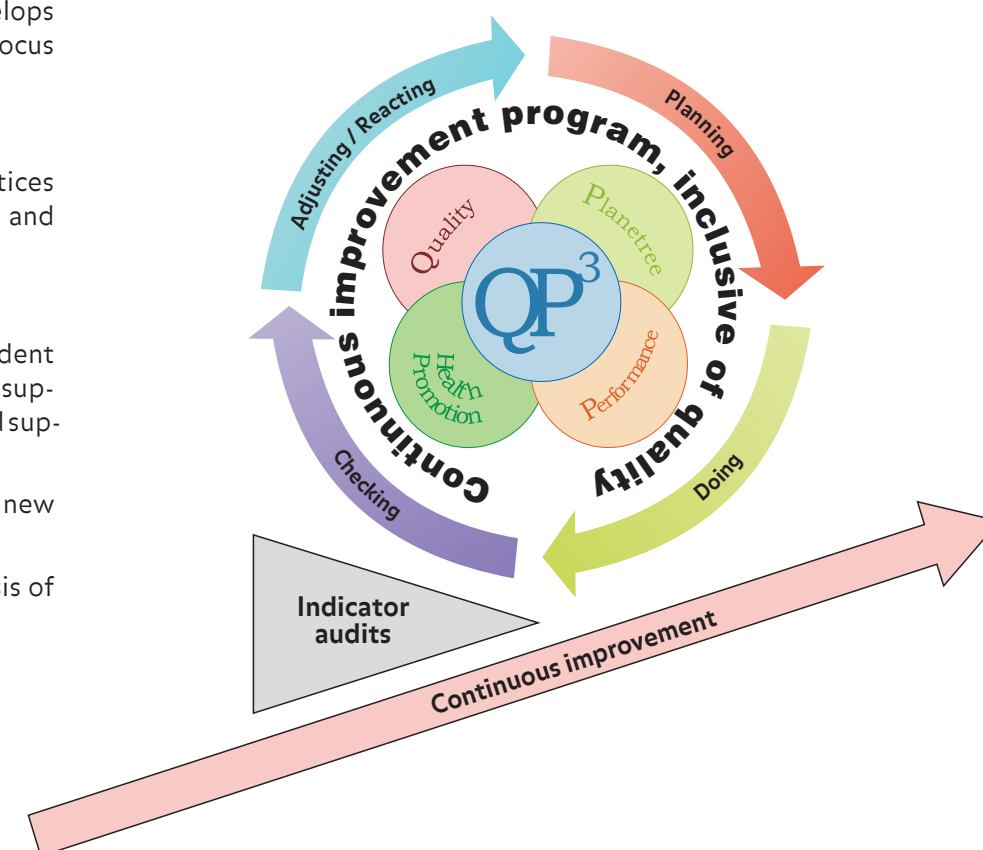 elops
ocus
tices
and
dent
sup-
d sup-
new
sis of
Adjusting / Reacting
Planning
Doing
Checking
Continuous improvement program, inclusive of quality
Quality
Planetree
QP3
Health
Promotion
Performance
Indicator
audits
Continuous improvement